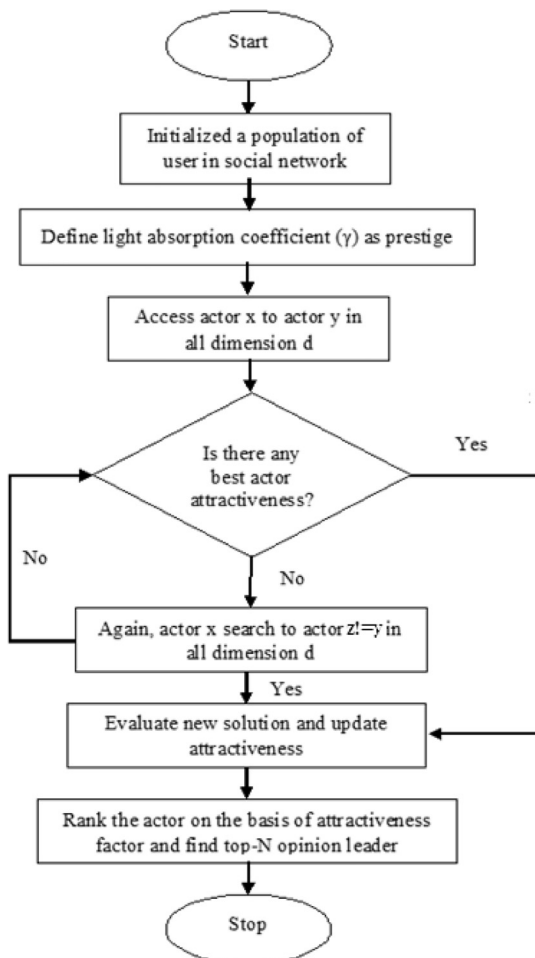 Start
Initialized a population of
user in social network
Define light absorption coefficient (γ) as prestige
Access actor x to actor y in
all dimension d
Is there any
best actor
attractiveness?
Yes
No
No
Again, actor x search to actor z!=y in
all dimension d
Yes
Evaluate new solution and update
attractiveness
Rank the actor on the basis of attractiveness
factor and find top-N opinion leader
Stop